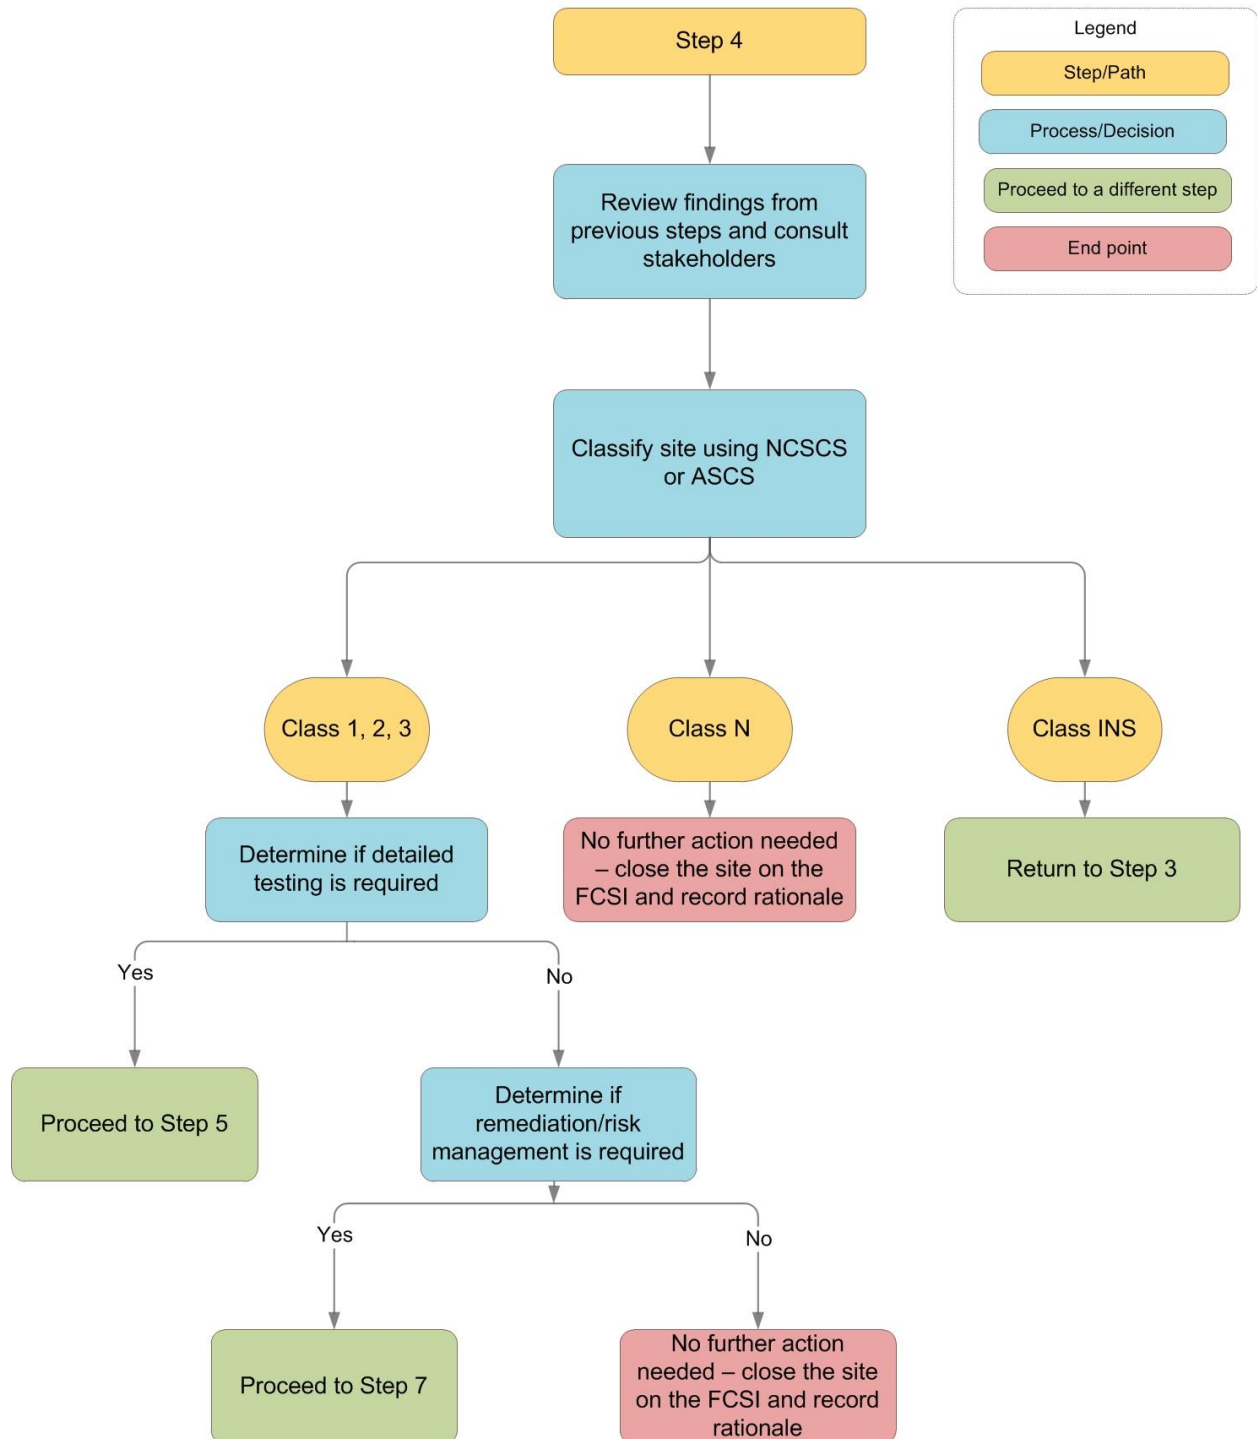 Step 4
Legend
Step/Path
Process/Decision
Proceed to a different step
End point
Review findings from
previous steps and consult
stakeholders
Classify site using NCSCS
or ASCS
Class 1, 2, 3
Class N
Class INS
Determine if detailed
testing is required
No further action needed
– close the site on the
FCSI and record rationale
Return to Step 3
Yes
No
Proceed to Step 5
Determine if
remediation/risk
management is required
Yes
No
Proceed to Step 7
No further action
needed – close the site
on the FCSI and record
rationale